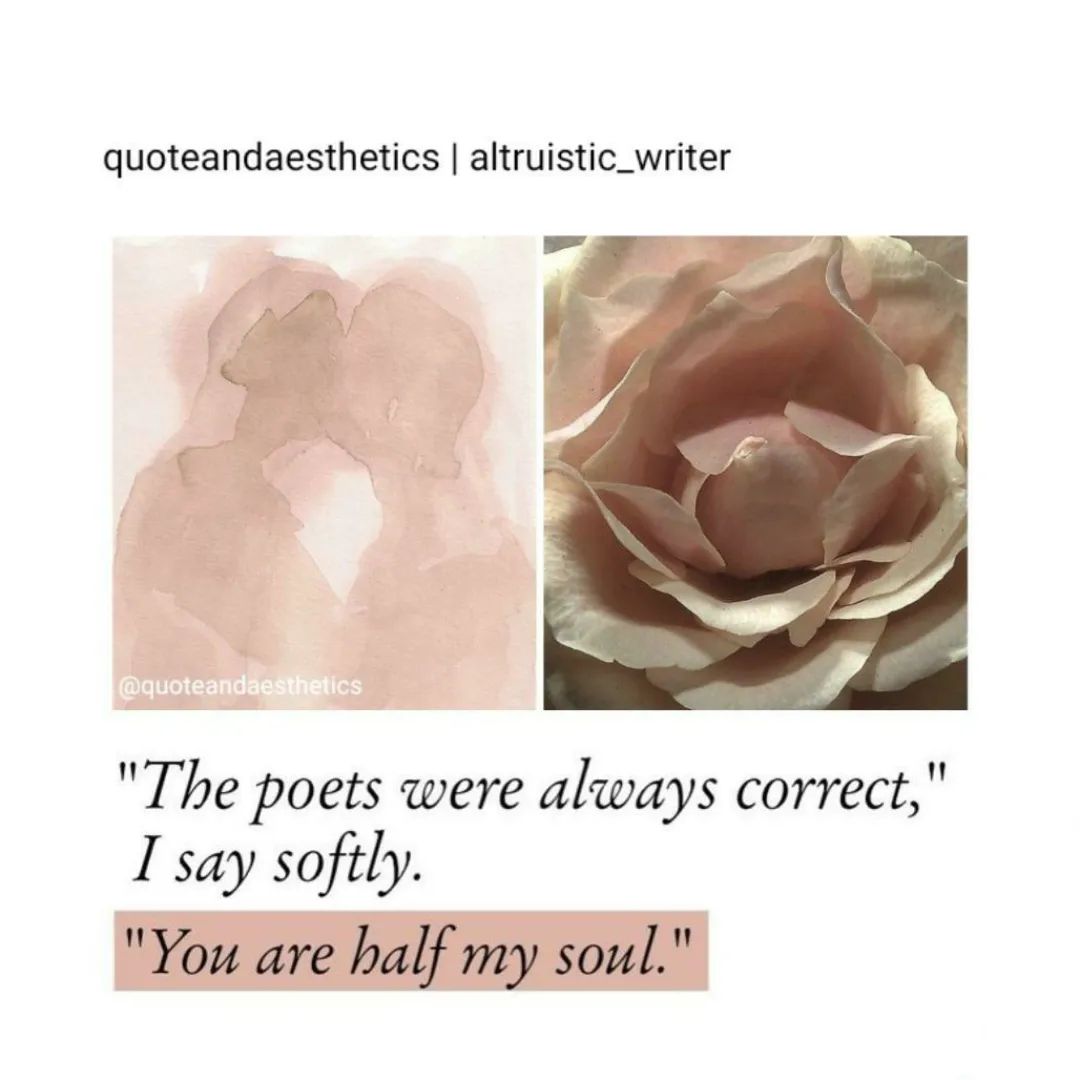 quoteandaesthetics | altruistic_writer
@quoteandaesthetics
"The poets were always correct,"
I say softly.
"You are half my soul."